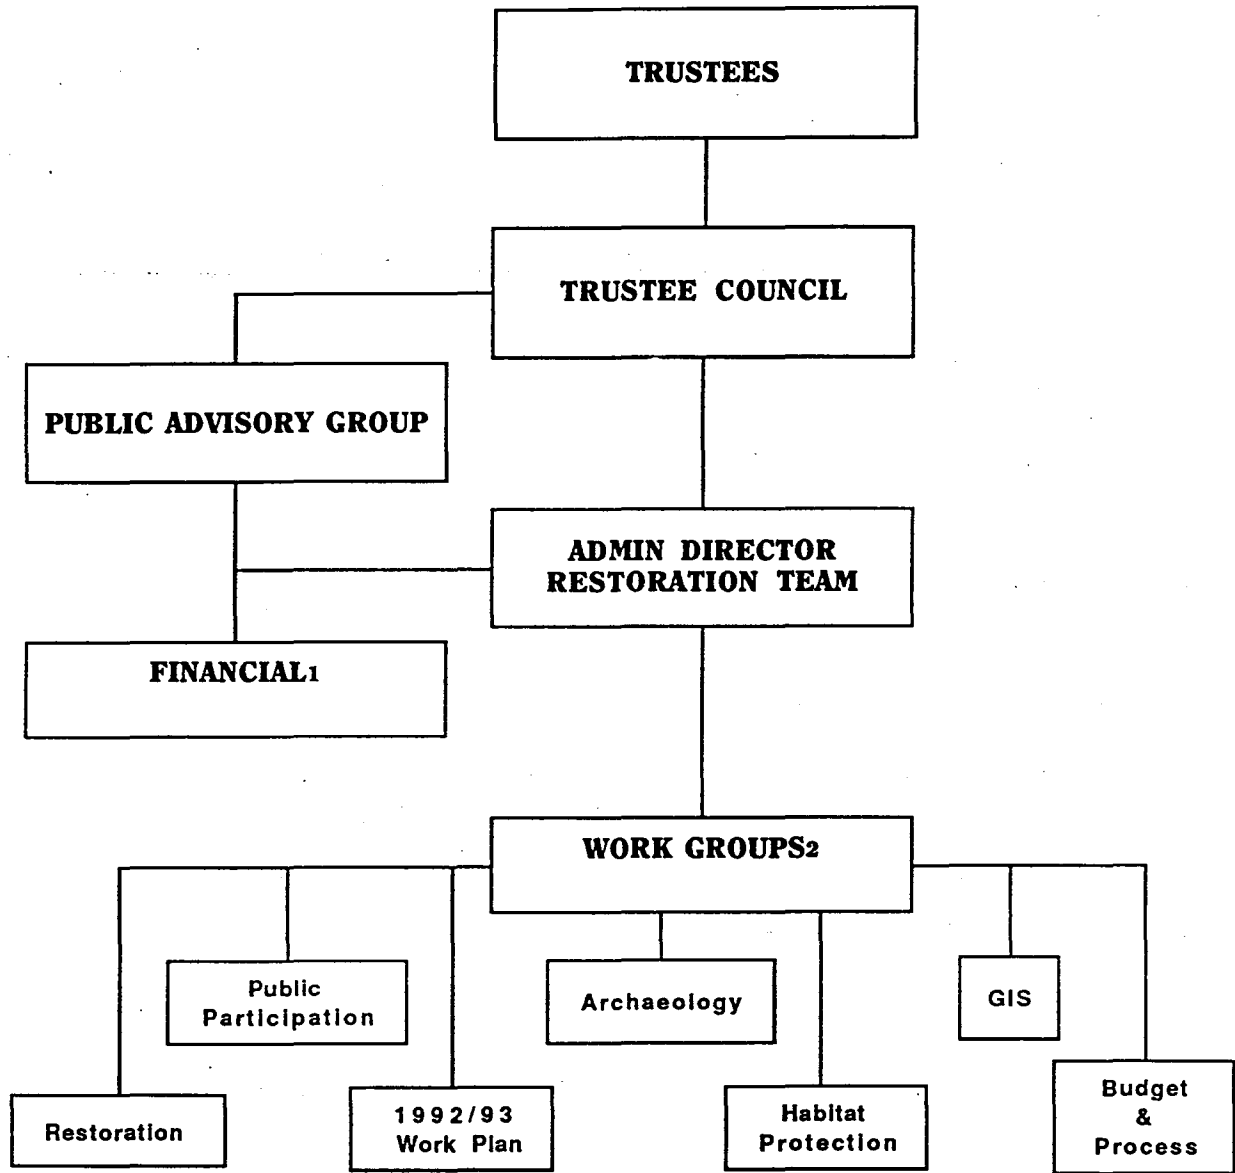 TRUSTEES
TRUSTEE COUNCIL
PUBLIC ADVISORY GROUP
ADMIN DIRECTOR
RESTORATION TEAM
FINANCIAL1
WORK GROUPS2
Public
Participation
Archaeology
GIS
Restoration
1992/93
Work Plan
Habitat
Protection
Budget
&
Process